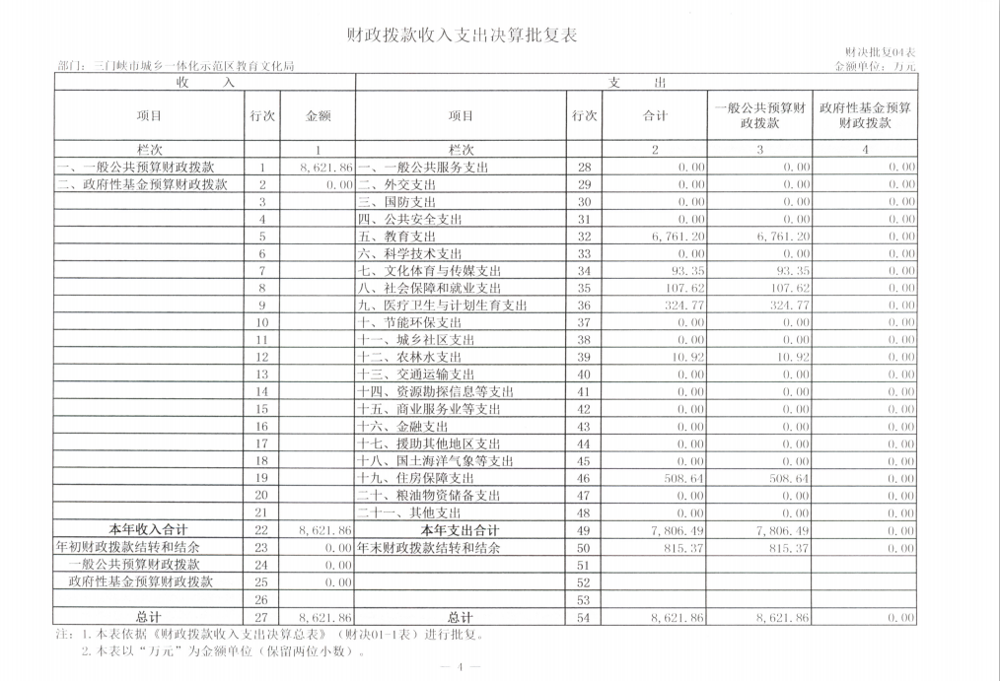 财政拨款收入支出决算批复表
财决批复04表
部门：三门峡市城乡一体化示范区教育文化局 金额单位：万元
收 入 支 出
项目 行次 金额 项目 行次 合计 一般公共预算财政拨款 政府性基金预算财政拨款
栏次 1 栏次 2 3 4
一、一般公共预算财政拨款 1 8,621.86 一、一般公共服务支出 28 0.00 0.00 0.00
二、政府性基金预算财政拨款 2 0.00 二、外交支出 29 0.00 0.00 0.00
3 三、国防支出 30 0.00 0.00 0.00
4 四、公共安全支出 31 0.00 0.00 0.00
5 五、教育支出 32 6,761.20 6,761.20 0.00
6 六、科学技术支出 33 0.00 0.00 0.00
7 七、文化体育与传媒支出 34 93.35 93.35 0.00
8 八、社会保障和就业支出 35 107.62 107.62 0.00
9 九、医疗卫生与计划生育支出 36 324.77 324.77 0.00
10 十、节能环保支出 37 0.00 0.00 0.00
11 十一、城乡社区支出 38 0.00 0.00 0.00
12 十二、农林水支出 39 10.92 10.92 0.00
13 十三、交通运输支出 40 0.00 0.00 0.00
14 十四、资源勘探信息等支出 41 0.00 0.00 0.00
15 十五、商业服务业等支出 42 0.00 0.00 0.00
16 十六、金融支出 43 0.00 0.00 0.00
17 十七、援助其他地区支出 44 0.00 0.00 0.00
18 十八、国土海洋气象等支出 45 0.00 0.00 0.00
19 十九、住房保障支出 46 508.64 508.64 0.00
20 二十、粮油物资储备支出 47 0.00 0.00 0.00
21 二十一、其他支出 48 0.00 0.00 0.00
本年收入合计 22 8,621.86 本年支出合计 49 7,806.49 7,806.49 0.00
年初财政拨款结转和结余 23 0.00 年末财政拨款结转和结余 50 815.37 815.37 0.00
一般公共预算财政拨款 24 0.00 51
政府性基金预算财政拨款 25 0.00 52
26 53
总计 27 8,621.86 总计 54 8,621.86 8,621.86 0.00
注：1.本表依据《财政拨款收入支出决算总表》（财决01-1表）进行批复。
2.本表以“万元”为金额单位（保留两位小数）。
— 4 —